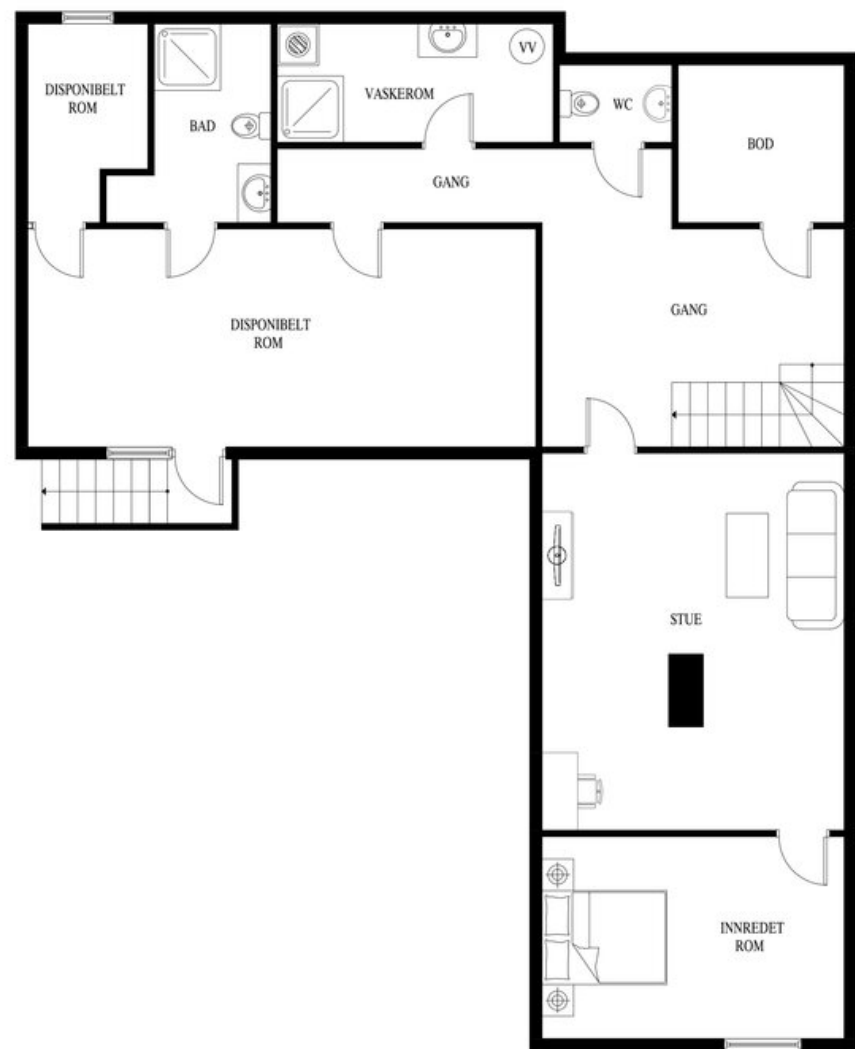 DISPONIBELT
ROM
BAD
VASKEROM
VV
WC
BOD
GANG
DISPONIBELT
ROM
GANG
STUE
INNREDET
ROM